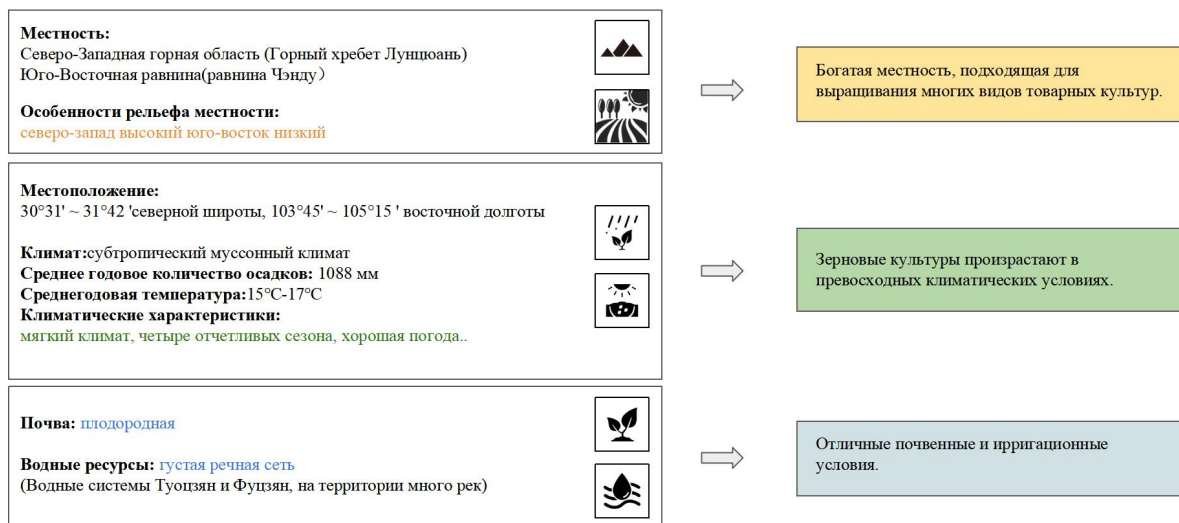 Местность:
Северо-Западная горная область (Горный хребет Лунцюань)
Юго-Восточная равнина(равнина Чэнду）
Особенности рельефа местности:
северо-запад высокий юго-восток низкий
Богатая местность, подходящая для
выращивания многих видов товарных культур.
Местоположение:
30°31' ~ 31°42 'северной широты, 103°45' ~ 105°15 ' восточной долготы
Климат:субтропический муссонный климат
Среднее годовое количество осадков: 1088 мм
Среднегодовая температура:15℃-17℃
Климатические характеристики:
мягкий климат, четыре отчетливых сезона, хорошая погода..
Зерновые культуры произрастают в
превосходных климатических условиях.
Почва: плодородная
Водные ресурсы: густая речная сеть
(Водные системы Туоцзян и Фуцзян, на территории много рек)
Отличные почвенные и ирригационные
условия.